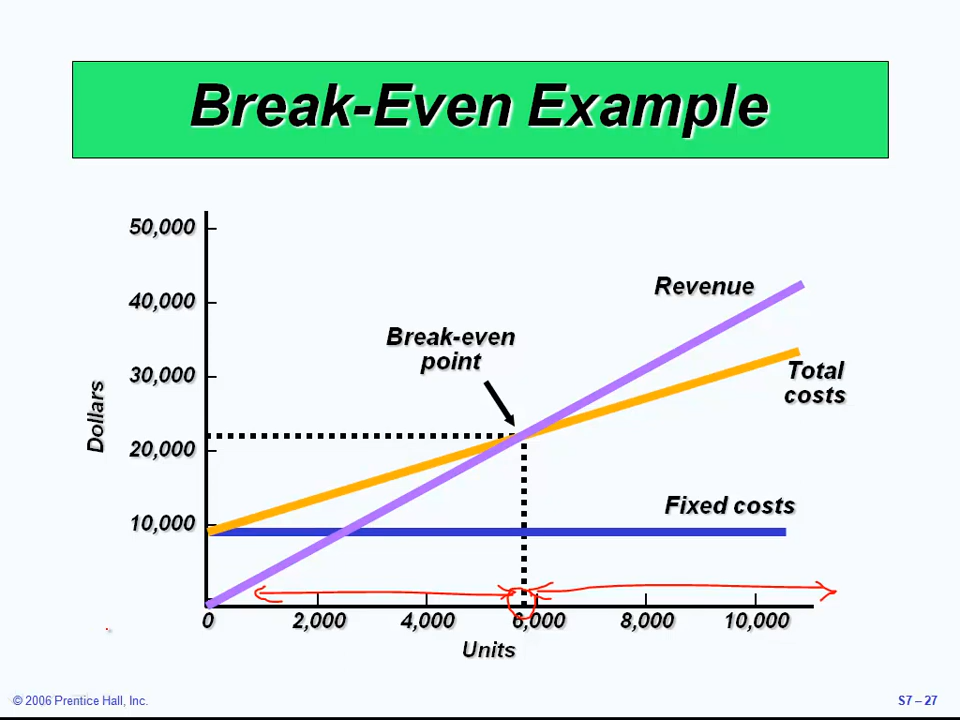 Break-Even Example
50,000
40,000
30,000
20,000
10,000
Dollars
Revenue
Break-even
point
Total
costs
Fixed costs
0 2,000 4,000 6,000 8,000 10,000
Units
© 2006 Prentice Hall, Inc. S7 – 27